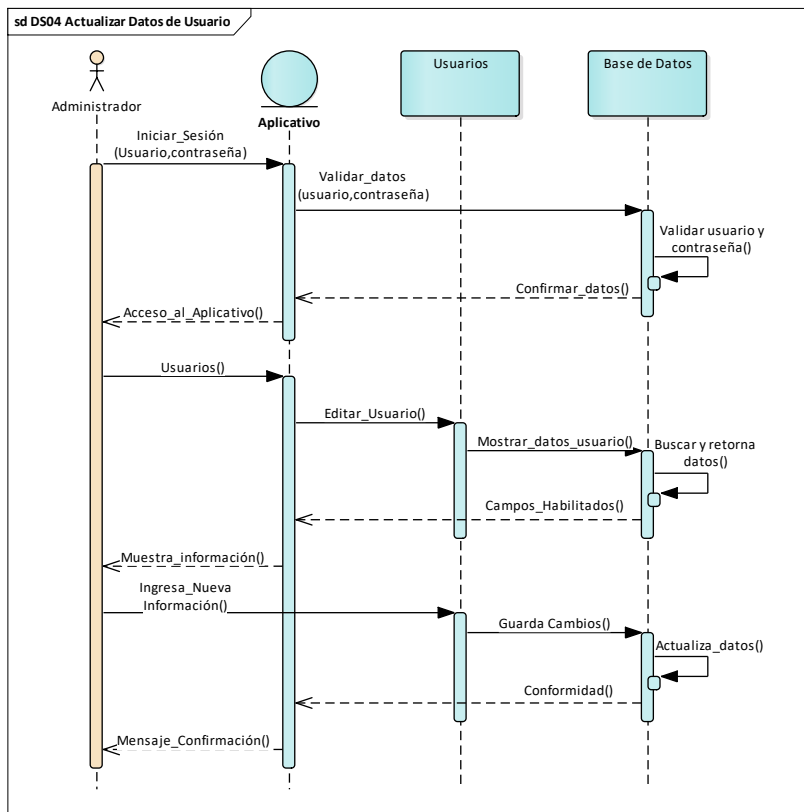 sd DS04 Actualizar Datos de Usuario
Administrador
Aplicativo
Usuarios
Base de Datos
Iniciar_Sesión
(Usuario,contraseña)
Validar_datos
(usuario,contraseña)
Validar usuario y
contraseña()
Confirmar_datos()
Acceso_al_Aplicativo()
Usuarios()
Editar_Usuario()
Mostrar_datos_usuario()
Buscar y retorna
datos()
Campos_Habilitados()
Muestra_información()
Ingresa_Nueva
Información()
Guarda Cambios()
Actualiza_datos()
Conformidad()
Mensaje_Confirmación()